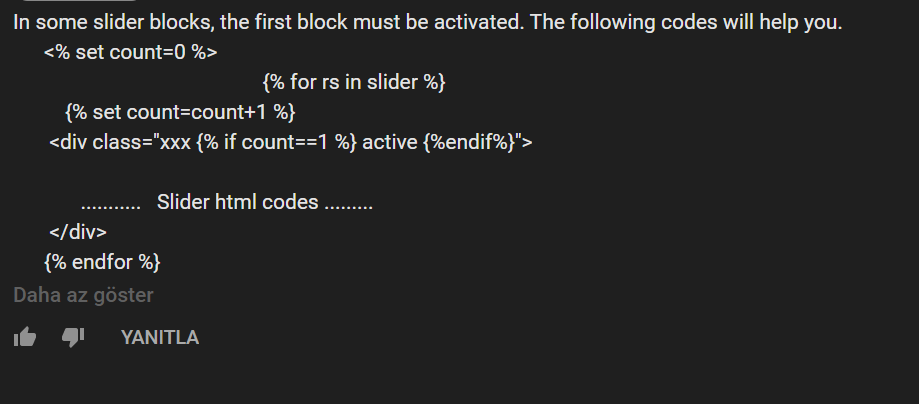 In some slider blocks, the first block must be activated. The following codes will help you.
<% set count=0 %>
{% for rs in slider %}
{% set count=count+1 %}
<div class="xxx {% if count==1 %} active {%endif%}">
........... Slider html codes .........
</div>
{% endfor %}
Daha az göster
YANITLA